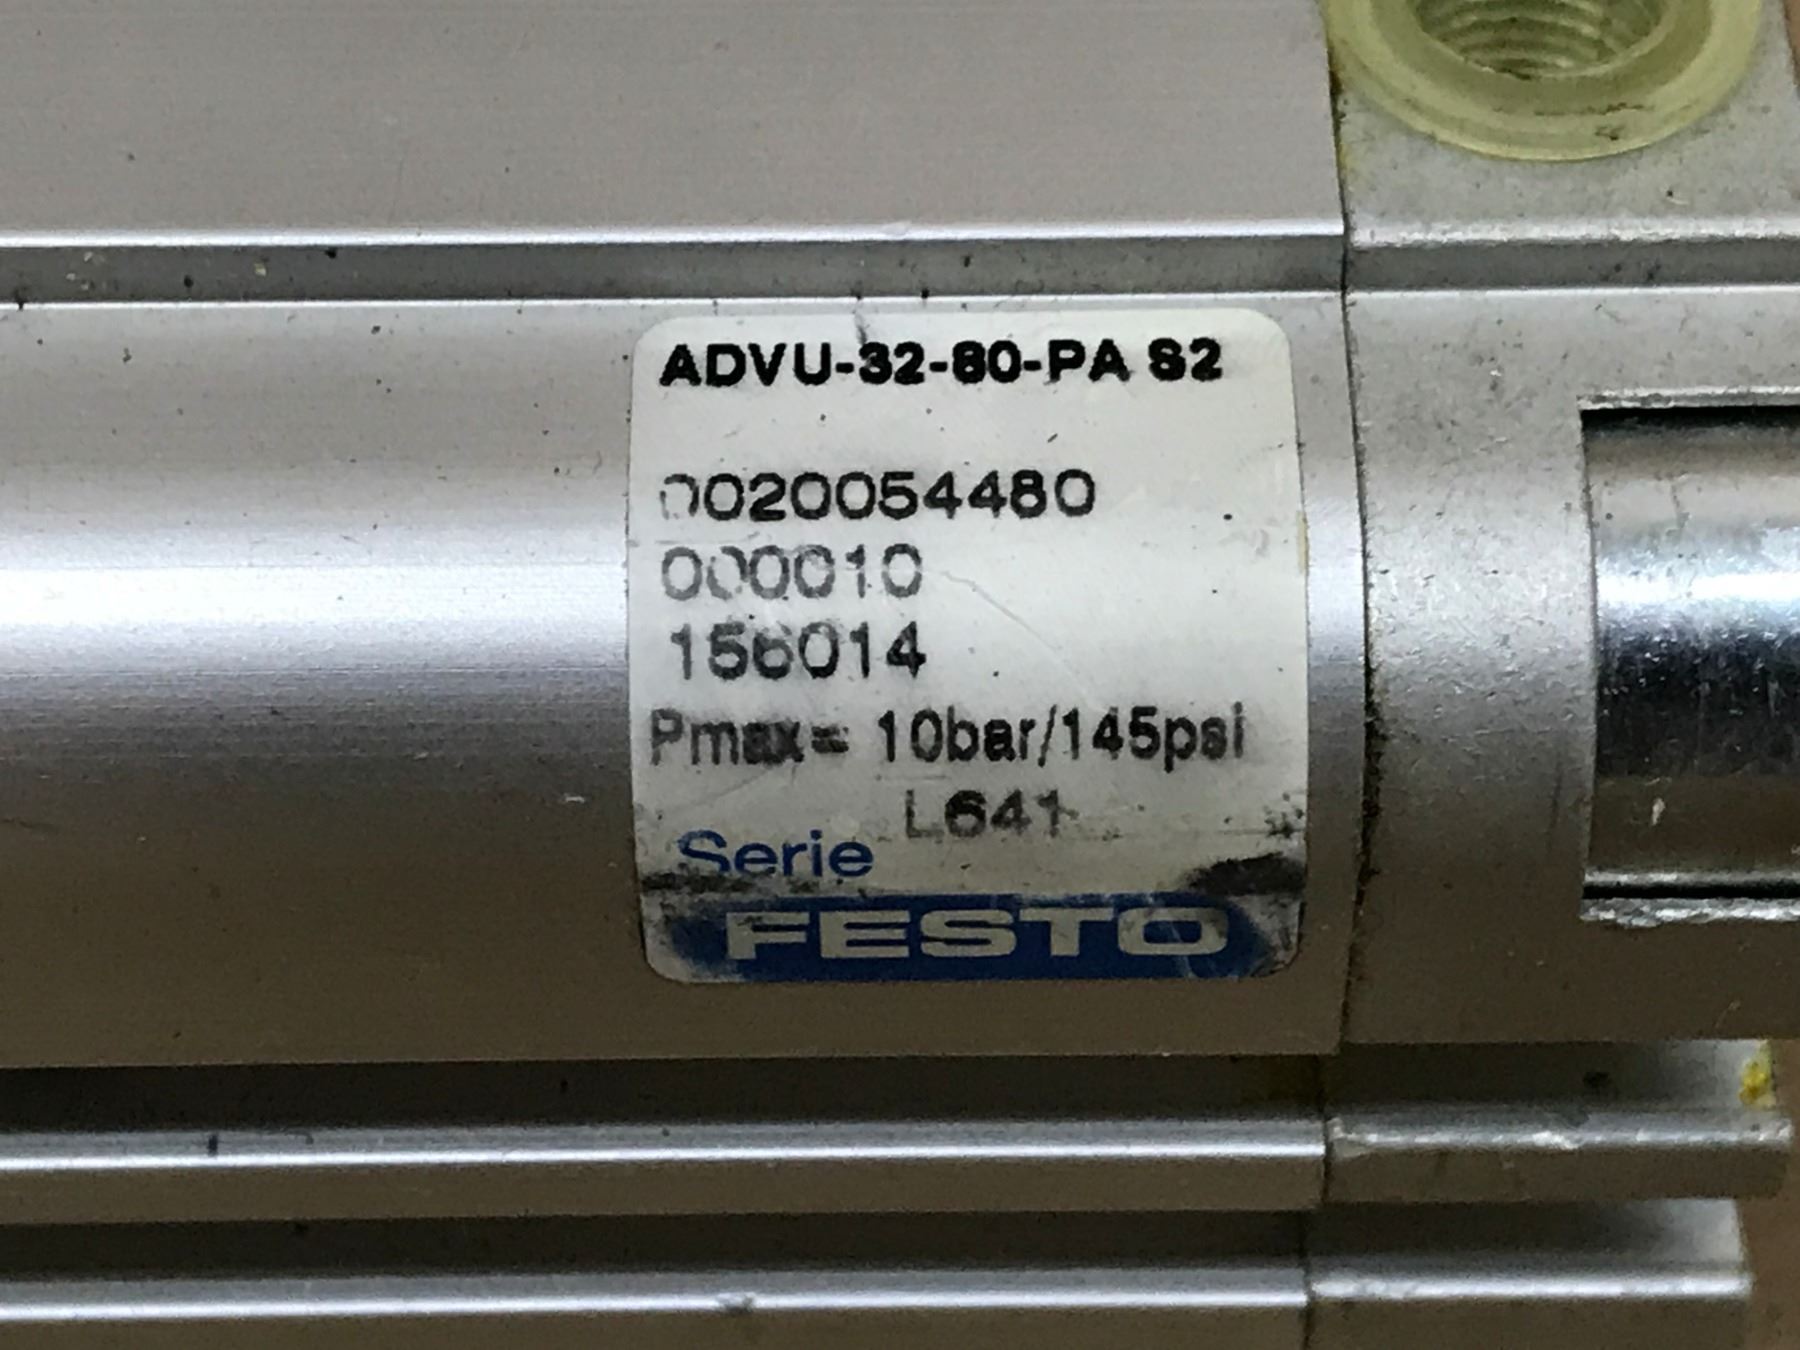 ADVU-32-80-PA S2
0020054480
000010
156014
Pmax= 10bar/145psi
L641
Serie
FESTO